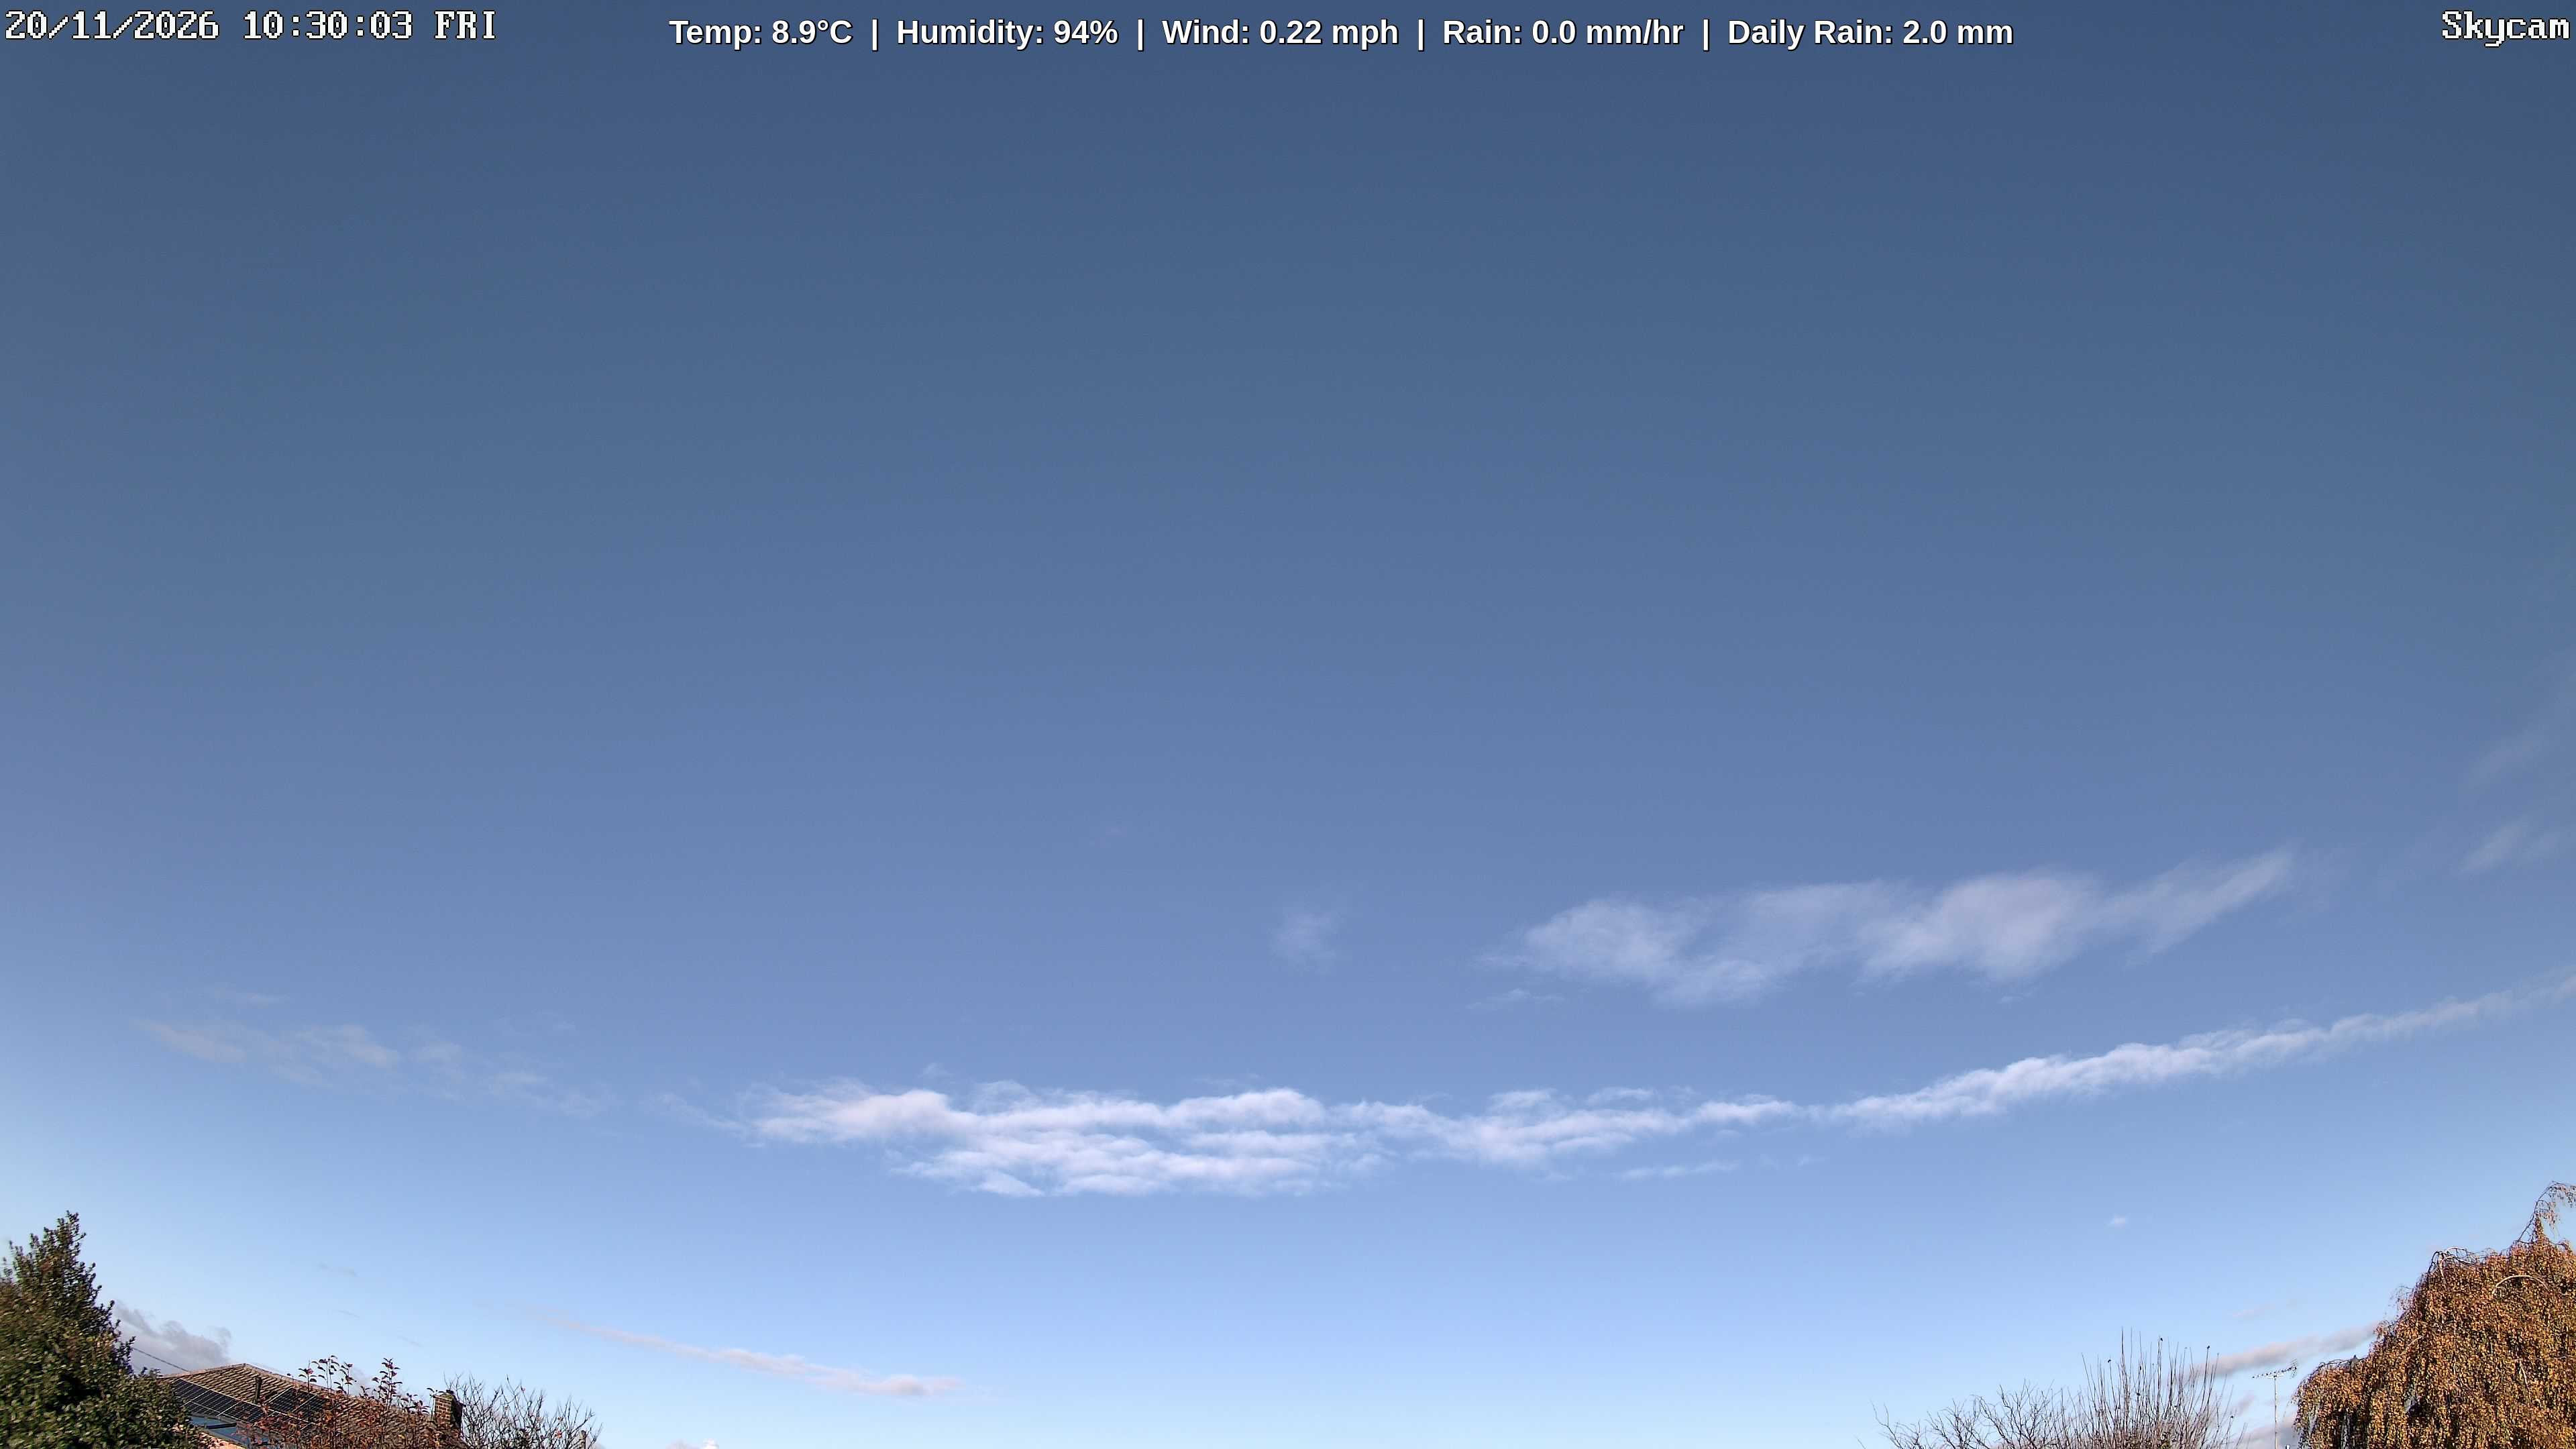 20/11/2026 10:30:03 FRI
Temp: 8.9°C | Humidity: 94% | Wind: 0.22 mph | Rain: 0.0 mm/hr | Daily Rain: 2.0 mm
Skycam